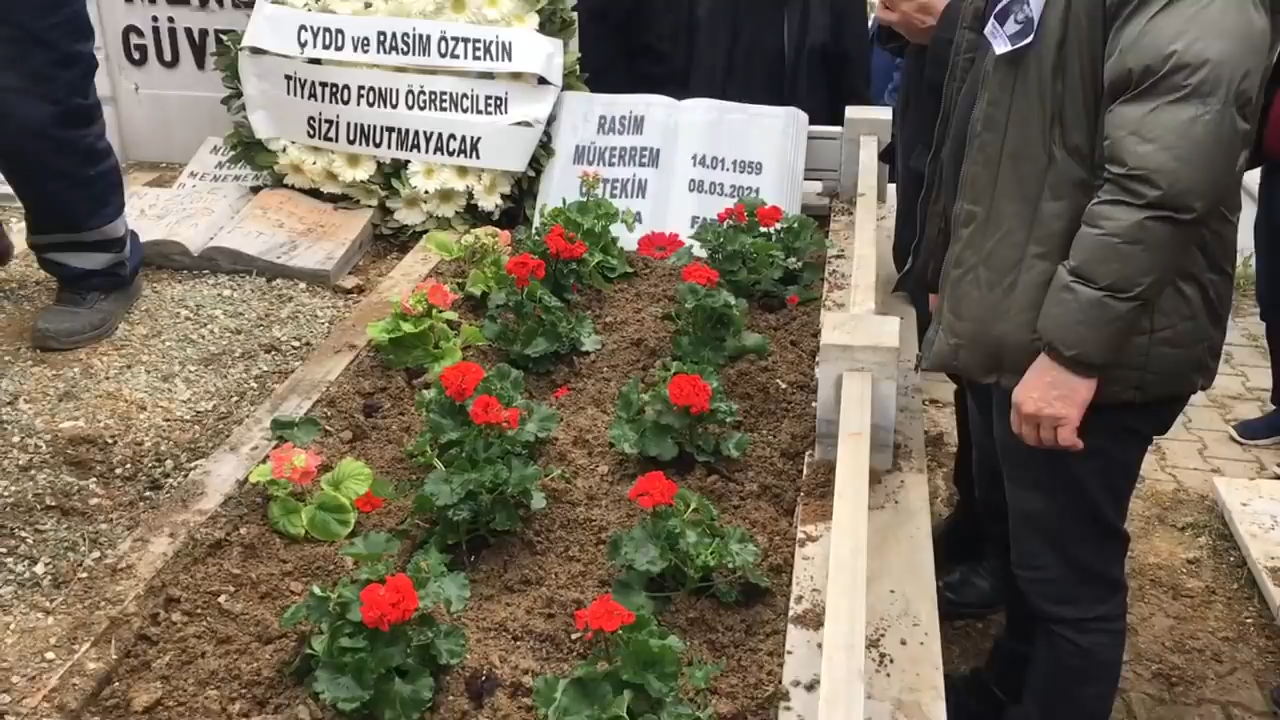 GÜVE
ÇYDD ve RASİM ÖZTEKİN
TİYATRO FONU ÖĞRENCİLERİ
SİZİ UNUTMAYACAK
RASİM
MÜKERREM
ÖZTEKİN
14.01.1959
08.03.2021